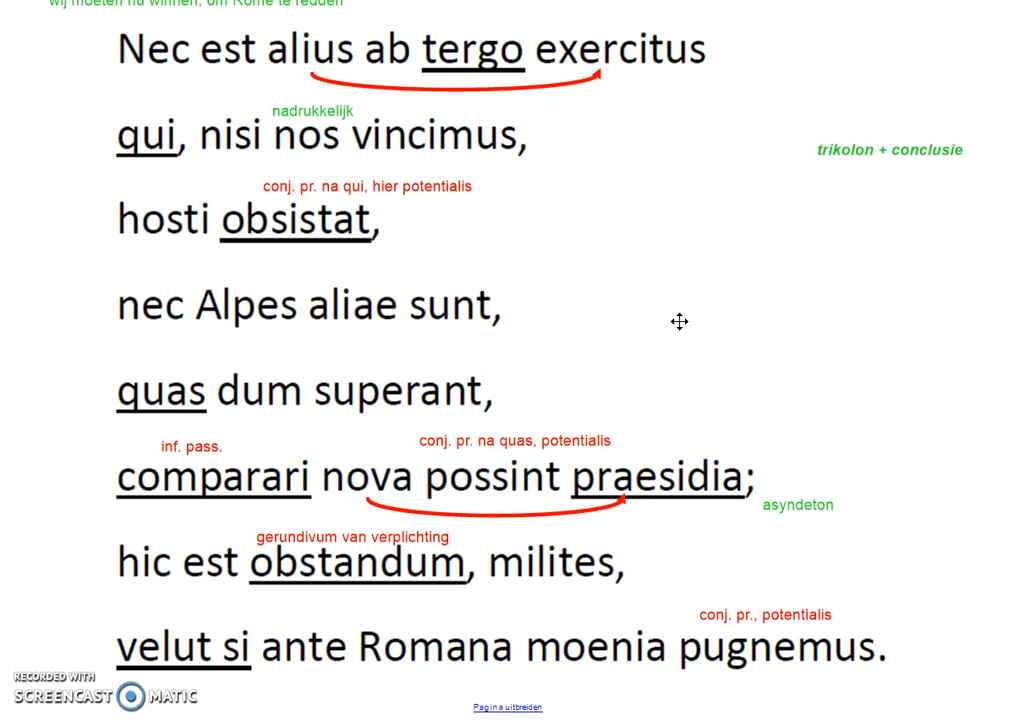 wij moeten nu winnen, om Rome te redden
Nec est alius ab tergo exercitus
nadrukkelijk
qui, nisi nos vincimus,
trikolon + conclusie
conj. pr. na qui, hier potentialis
hosti obsistat,
nec Alpes aliae sunt,
quas dum superant,
inf. pass.
conj. pr. na quas, potentialis
comparari nova possint praesidia;
asyndeton
gerundivum van verplichting
hic est obstandum, milites,
conj. pr., potentialis
velut si ante Romana moenia pugnemus.
RECORDED WITH
SCREENCAST MATIC
Pagina uitbreiden